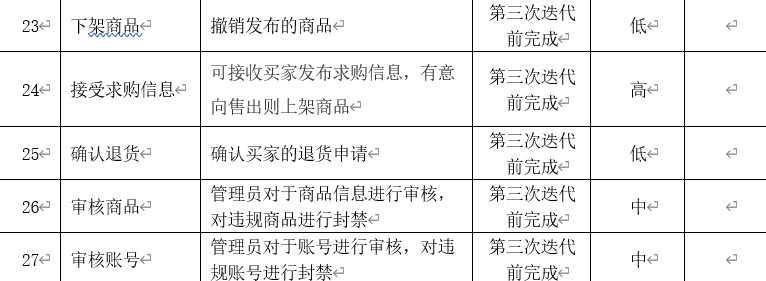 23 下架商品 撤销发布的商品 第三次迭代 低
前完成
24 接受求购信息 可接收买家发布求购信息，有意 第三次迭代 高
向售出则上架商品 前完成
25 确认退货 确认买家的退货申请 第三次迭代 低
前完成
26 审核商品 管理员对于商品信息进行审核， 第三次迭代 中
对违规商品进行封禁 前完成
27 审核账号 管理员对于账号进行审核，对违 第三次迭代 中
规账号进行封禁 前完成